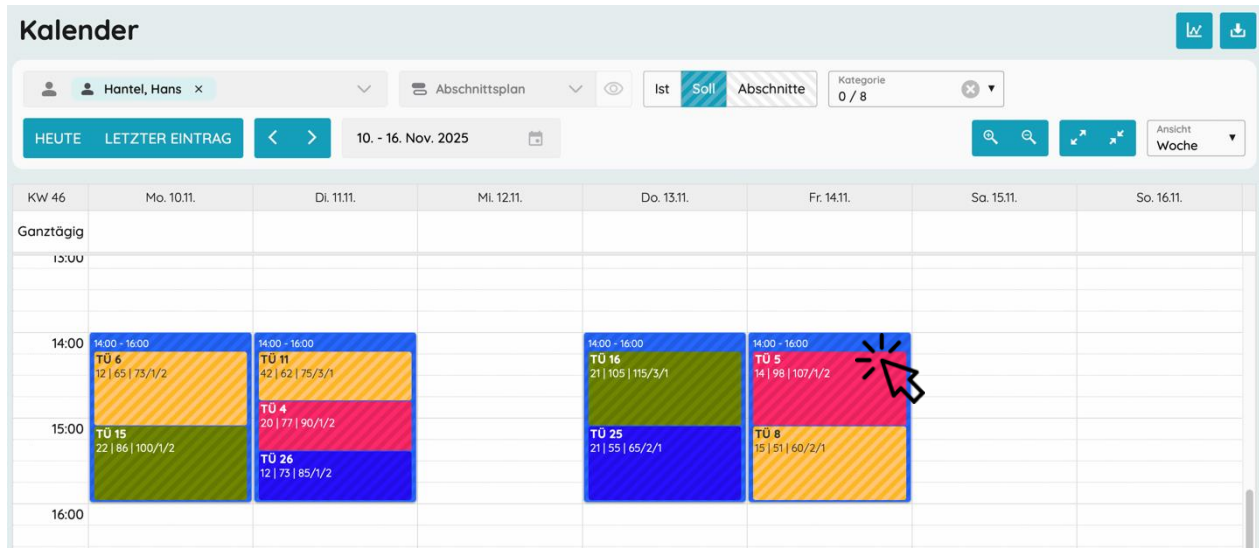 Kalender
Hantel, Hans ×
Abschnittsplan
Ist Soll Abschnitte
Kategorie
0 / 8
HEUTE LETZTER EINTRAG
10. - 16. Nov. 2025
Ansicht
Woche
KW 46 Mo. 10.11. Di. 11.11. Mi. 12.11. Do. 13.11. Fr. 14.11. Sa. 15.11. So. 16.11.
Ganztägig
13:00
14:00
14:00 - 16:00
TÜ 6
12 | 65 | 73/1/2
TÜ 15
22 | 86 | 100/1/2
14:00 - 16:00
TÜ 11
42 | 62 | 75/3/1
TÜ 4
20 | 77 | 90/1/2
TÜ 26
12 | 73 | 85/1/2
14:00 - 16:00
TÜ 16
21 | 105 | 115/3/1
TÜ 25
21 | 55 | 65/2/1
14:00 - 16:00
TÜ 5
14 | 98 | 107/1/2
TÜ 8
15 | 51 | 60/2/1
15:00
16:00